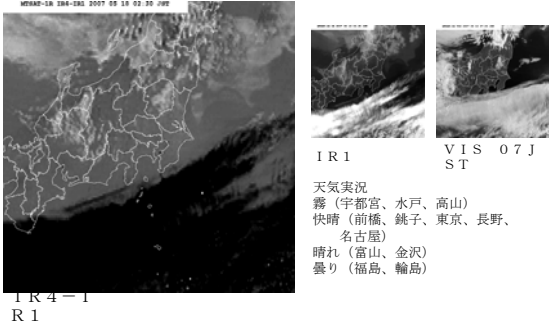 MTSAT-1R IR4-IR1 2007 05 18 02:30 JST
ＩＲ４－Ｉ
Ｒ１
ＩＲ１
ＶＩＳ　０７Ｊ
ＳＴ
天気実況
霧（宇都宮、水戸、高山）
快晴（前橋、銚子、東京、長野、
名古屋）
晴れ（富山、金沢）
曇り（福島、輪島）